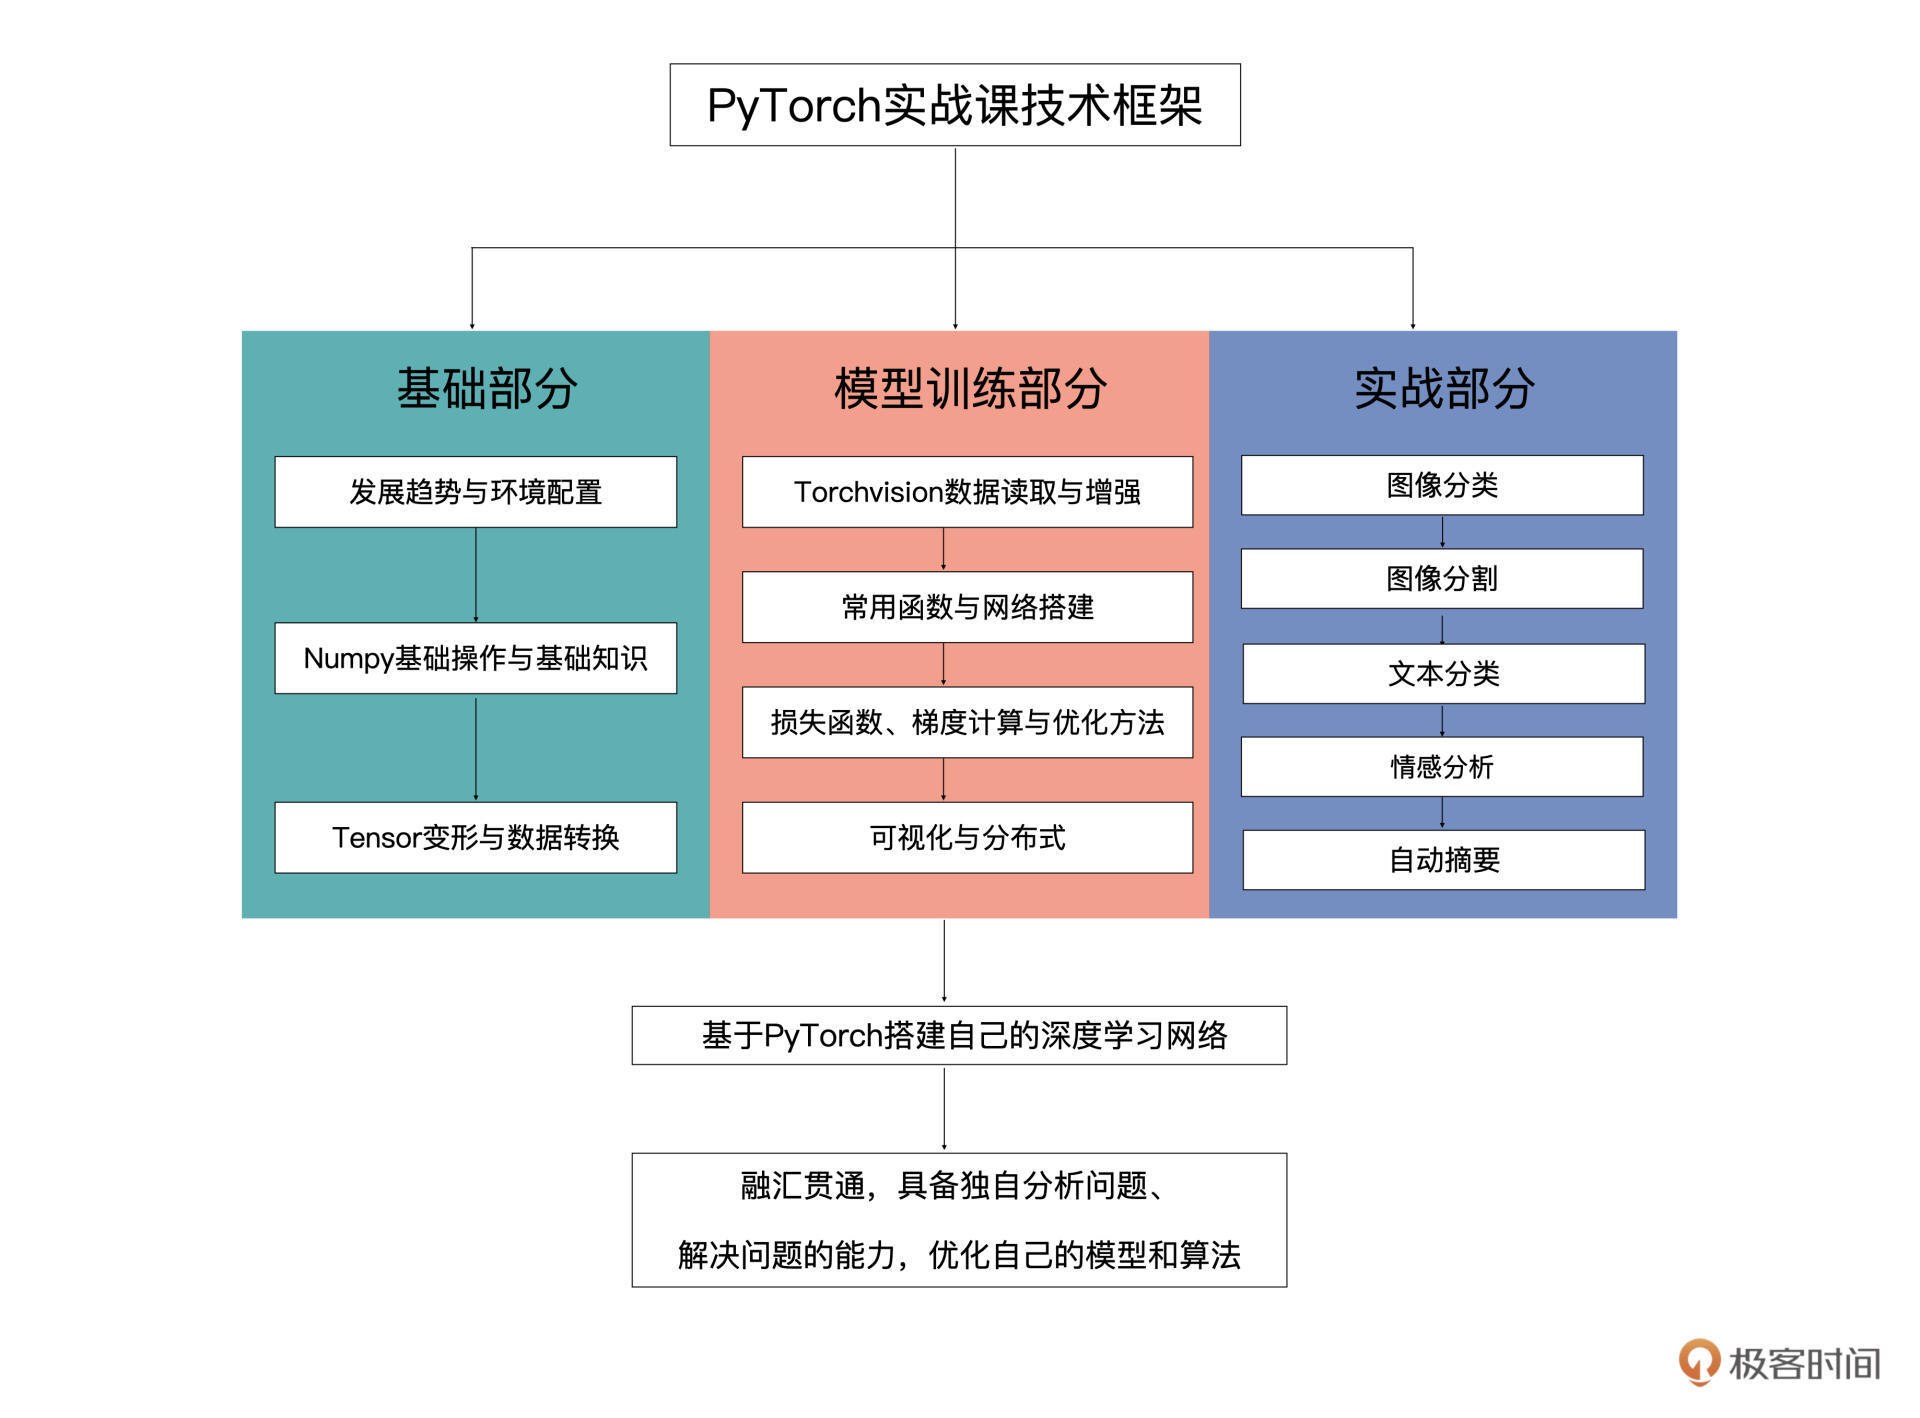 PyTorch实战课技术框架
基础部分
发展趋势与环境配置
Numpy基础操作与基础知识
Tensor变形与数据转换
模型训练部分
Torchvision数据读取与增强
常用函数与网络搭建
损失函数、梯度计算与优化方法
可视化与分布式
实战部分
图像分类
图像分割
文本分类
情感分析
自动摘要
基于PyTorch搭建自己的深度学习网络
融汇贯通，具备独自分析问题、
解决问题的能力，优化自己的模型和算法
极客时间